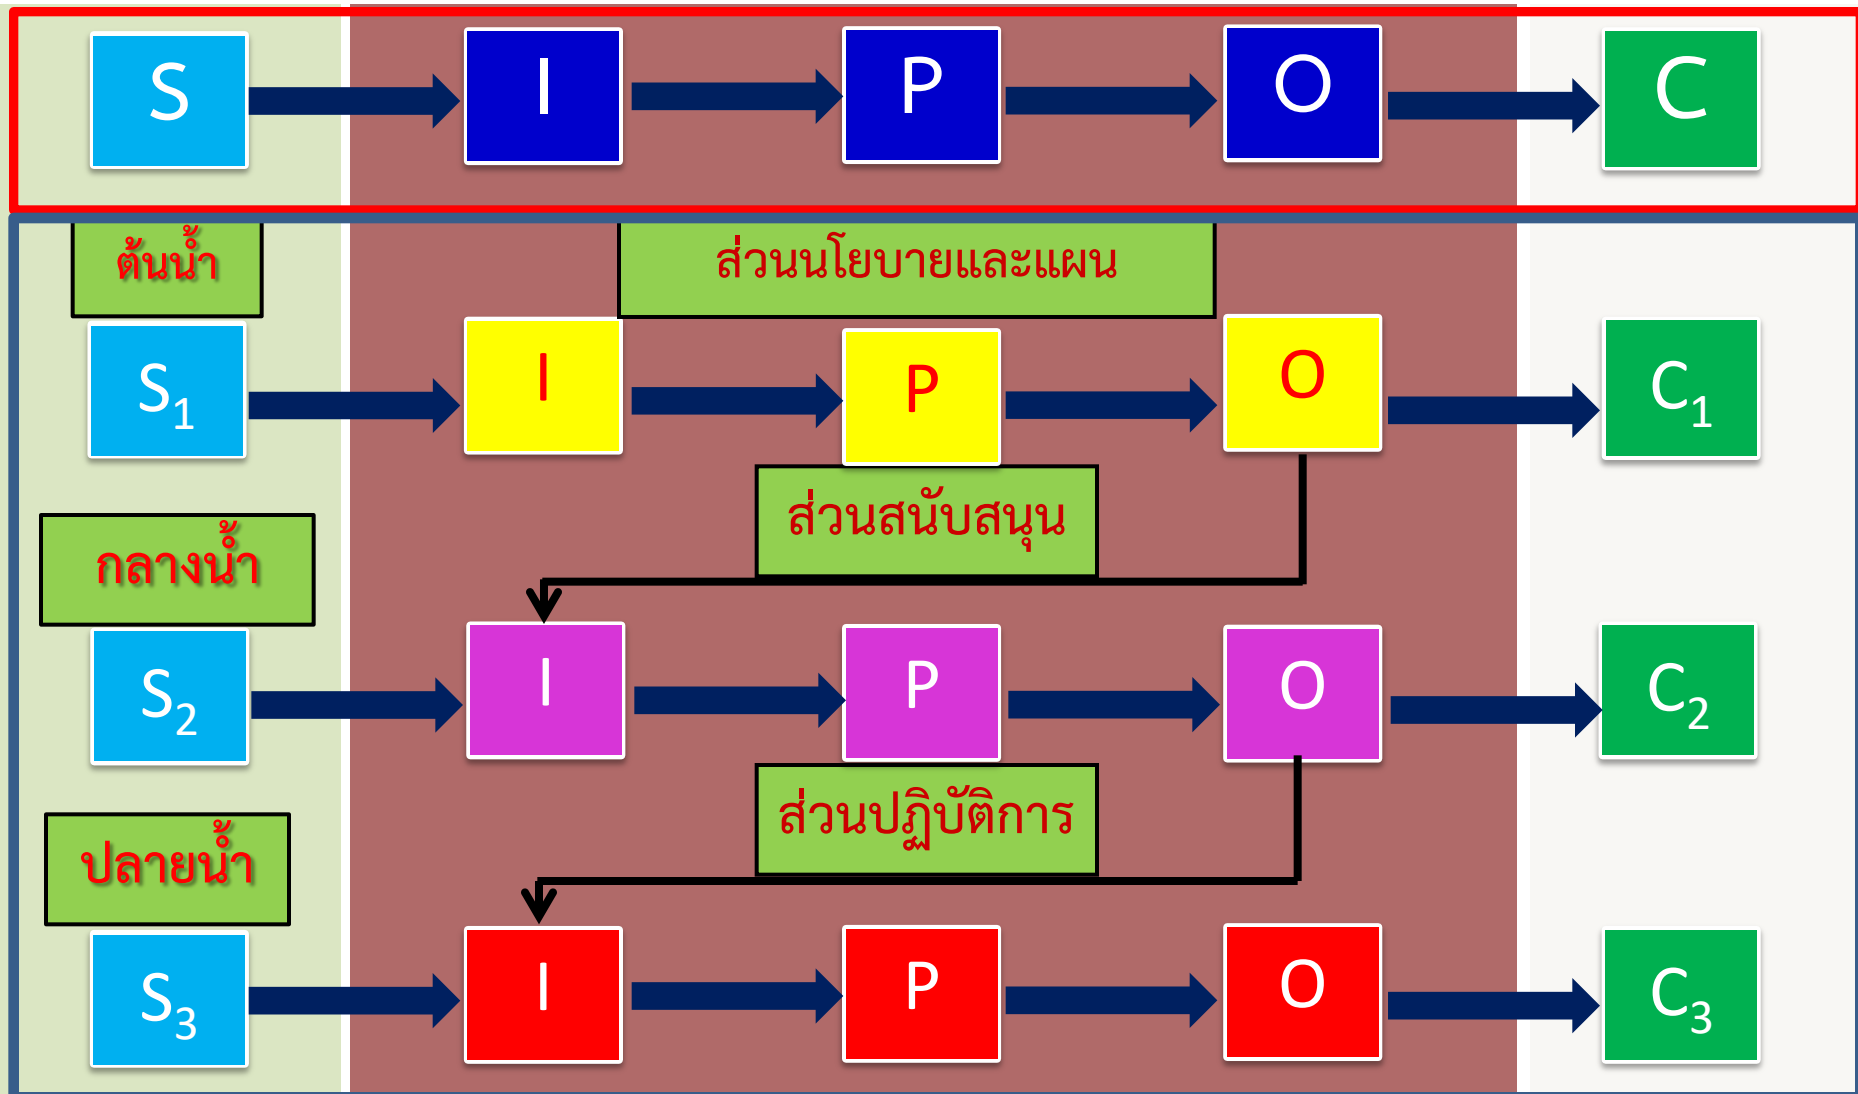 S I P O C
ต้นน้ำ
ส่วนนโยบายและแผน
S₁ I P O C₁
ส่วนสนับสนุน
กลางน้ำ
S₂ I P O C₂
ส่วนปฏิบัติการ
ปลายน้ำ
S₃ I P O C₃